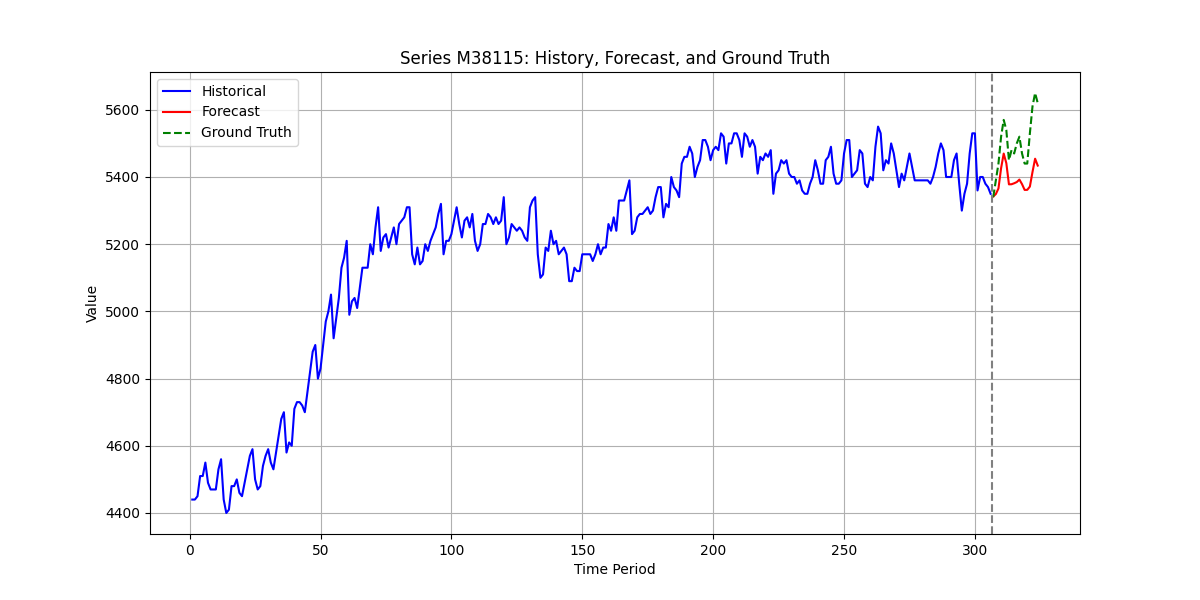 Series M38115: History, Forecast, and Ground Truth
Historical
Forecast
Ground Truth
5600
5400
5200
5000
4800
4600
4400
Value
0 50 100 150 200 250 300
Time Period